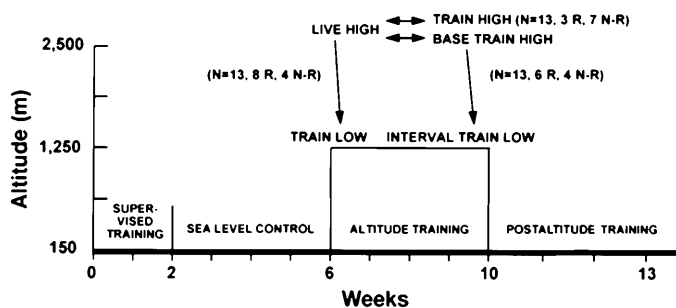 TRAIN HIGH (N=13, 3 R, 7 N-R)
LIVE HIGH
BASE TRAIN HIGH
2,500
(N=13, 8 R, 4 N-R)
(N=13, 6 R, 4 N-R)
Altitude (m)
TRAIN LOW
INTERVAL TRAIN LOW
1,250
SUPER-
VISED
TRAINING
SEA LEVEL CONTROL
ALTITUDE TRAINING
POSTALTITUDE TRAINING
150
0
2
6
10
13
Weeks